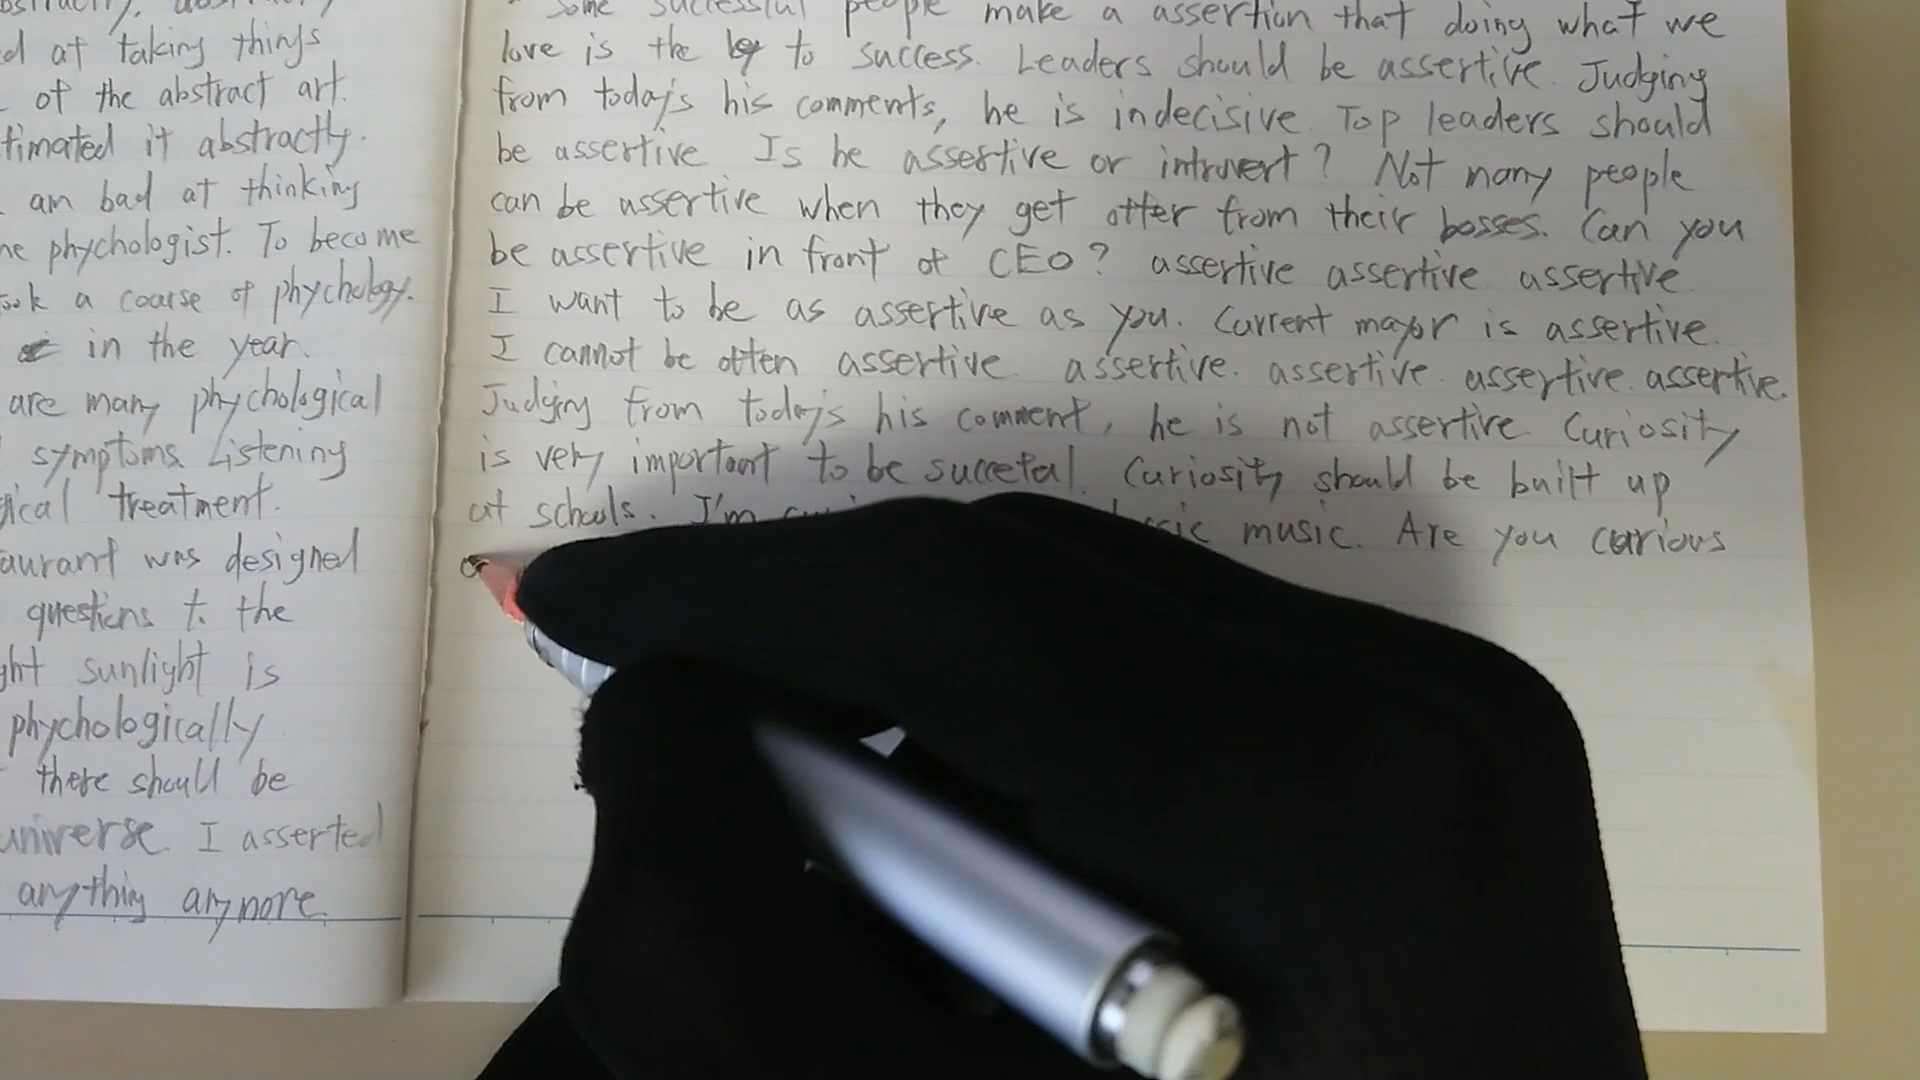 at taking things
of the abstract art.
timated it abstractly.
am bad at thinking
phychologist. To become
a coarse of phychology.
in the year.
are many phychological
symptoms. Listening
treatment.
was designed
questions to the
sunlight is
phychologically
there should be
universe. I asserted
anything anymore.
Some successful people make a assertion that doing what we
love is the to success. Leaders should be assertive. Judging
from today's his comments, he is indecisive. Top leaders should
be assertive Is he assertive or introvert? Not many people
can be assertive when they get offer from their bosses. Can you
be assertive in front of CEO? assertive assertive assertive
I want to be as assertive as you. Current mayor is assertive.
I cannot be often assertive. assertive. assertive. assertive. assertive.
Judging from today's his comment, he is not assertive. Curiosity
is very important to be succeful. Curiosity should be built up
at schools. I'm music. Are you curious